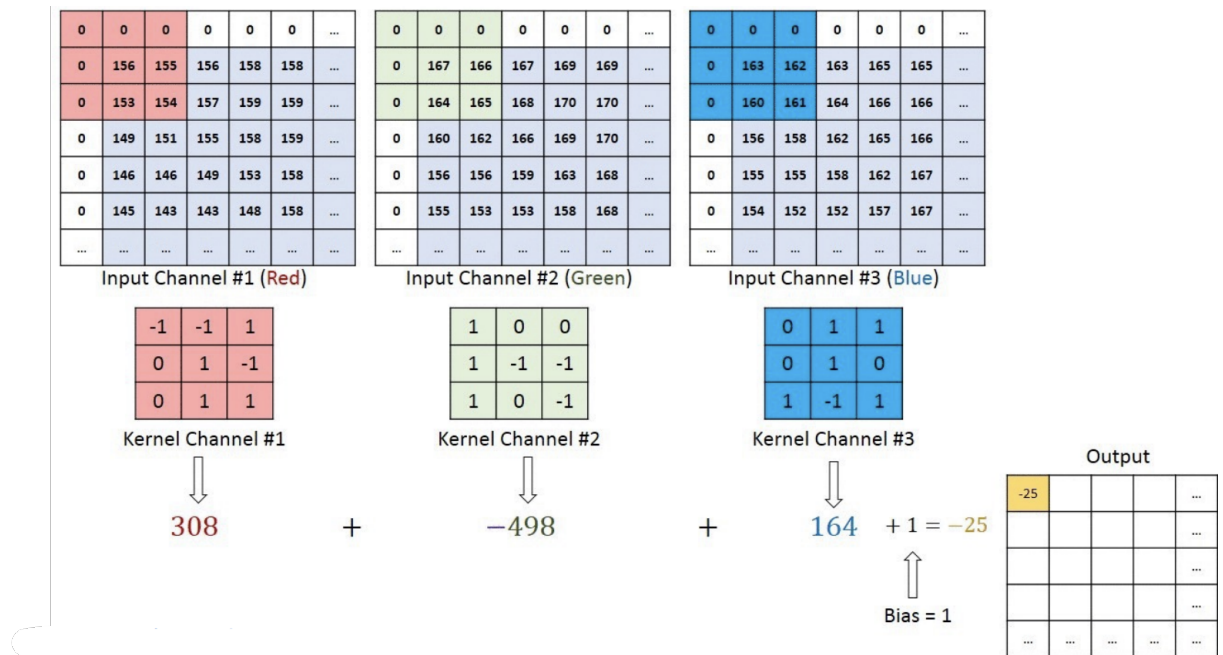 0 0 0 0 0 0 ...
0 156 155 156 158 158 ...
0 153 154 157 159 159 ...
0 149 151 155 158 159 ...
0 146 146 149 153 158 ...
0 145 143 143 148 158 ...
... ... ... ... ... ... ...
Input Channel #1 (Red)
0 0 0 0 0 0 ...
0 167 166 167 169 169 ...
0 164 165 168 170 170 ...
0 160 162 166 169 170 ...
0 156 156 159 163 168 ...
0 155 153 153 158 168 ...
... ... ... ... ... ... ...
Input Channel #2 (Green)
0 0 0 0 0 0 ...
0 163 162 163 165 165 ...
0 160 161 164 166 166 ...
0 156 158 162 165 166 ...
0 155 155 158 162 167 ...
0 154 152 152 157 167 ...
... ... ... ... ... ... ...
Input Channel #3 (Blue)
-1 -1 1
0 1 -1
0 1 1
Kernel Channel #1
1 0 0
1 -1 -1
1 0 -1
Kernel Channel #2
0 1 1
0 1 0
1 -1 1
Kernel Channel #3
308 + −498 + 164 + 1 = −25
Bias = 1
Output
-25 ...
...
...
...
... ... ... ... ...